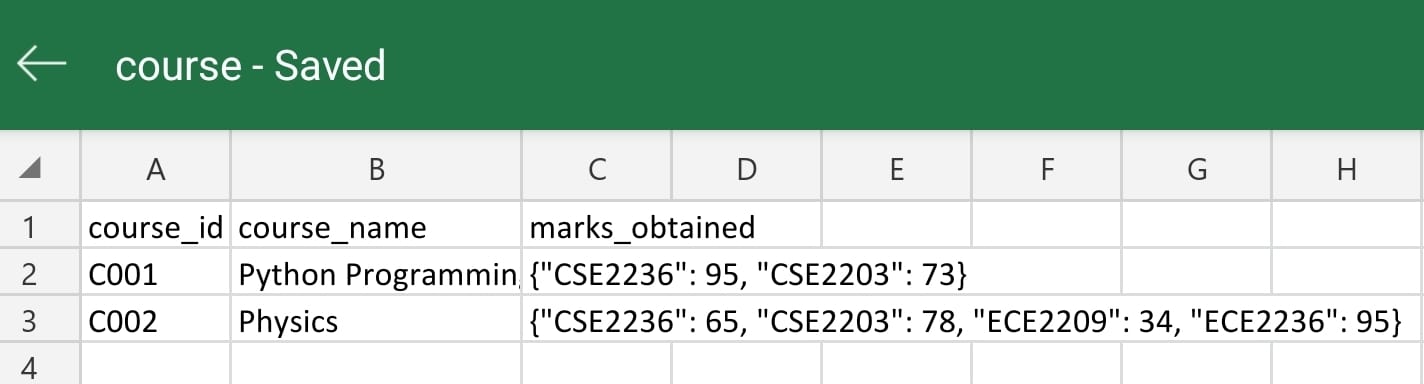 course - Saved
A B C D E F G H
1 course_id course_name marks_obtained
2 C001 Python Programmin {"CSE2236": 95, "CSE2203": 73}
3 C002 Physics {"CSE2236": 65, "CSE2203": 78, "ECE2209": 34, "ECE2236": 95}
4